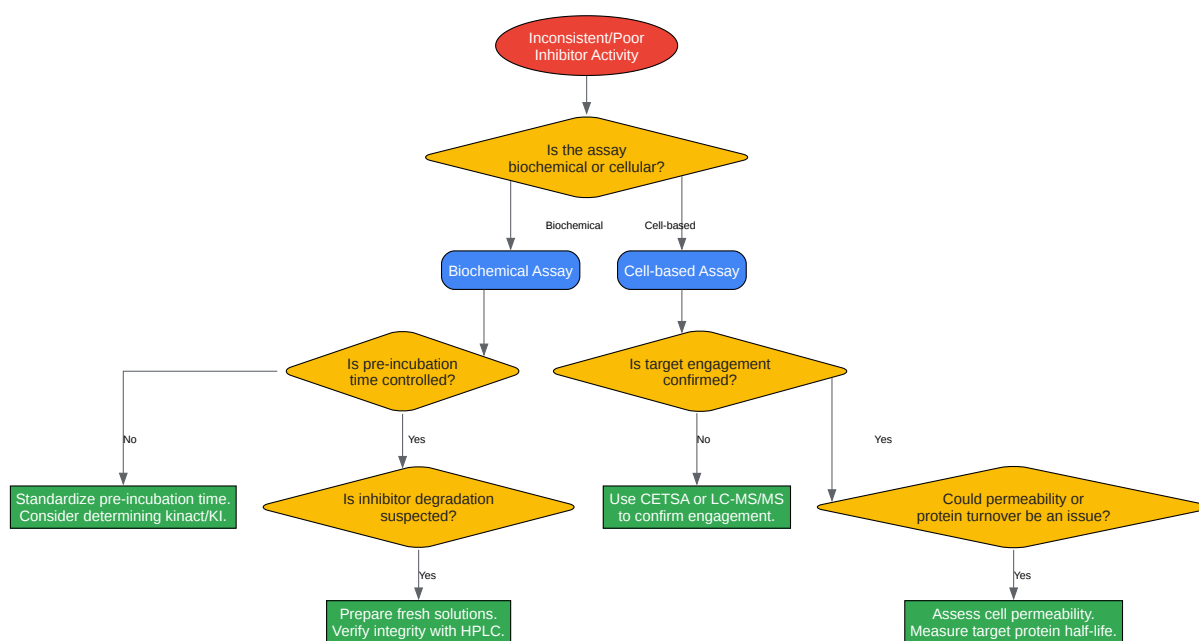 Inconsistent/Poor
Inhibitor Activity
Is the assay
biochemical or cellular?
Biochemical
Cell-based
Biochemical Assay
Cell-based Assay
Is pre-incubation
time controlled?
Is target engagement
confirmed?
No
Yes
No
Yes
Standardize pre-incubation time.
Consider determining kinact/KI.
Is inhibitor degradation
suspected?
Use CETSA or LC-MS/MS
to confirm engagement.
Could permeability or
protein turnover be an issue?
Yes
Yes
Prepare fresh solutions.
Verify integrity with HPLC.
Assess cell permeability.
Measure target protein half-life.